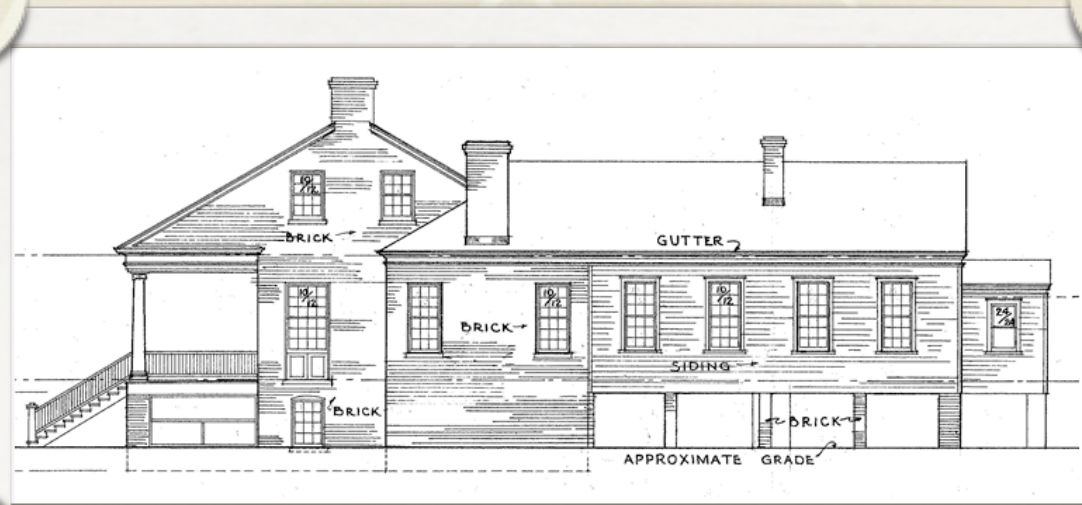 10/12
BRICK
GUTTER
10/12
10/12
10/12
24/24
BRICK
SIDING
BRICK
BRICK
APPROXIMATE GRADE